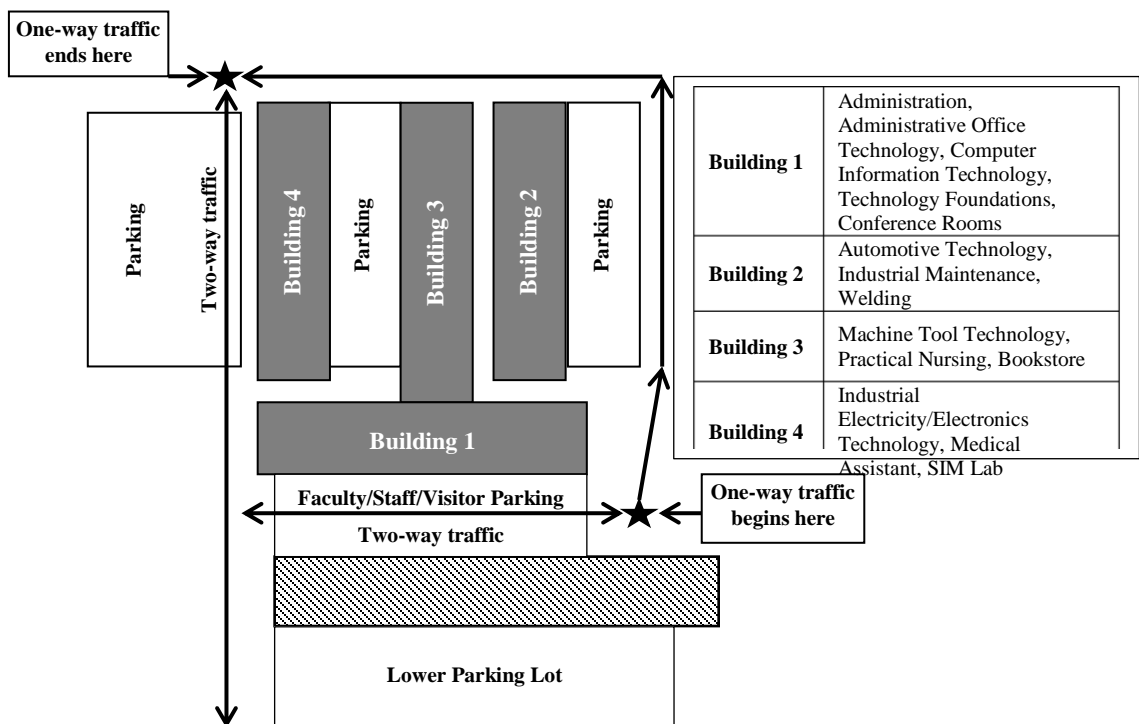 One-way traffic
ends here
Parking
Two-way traffic
Building 4
Parking
Building 3
Building 2
Parking
Building 1
Administration,
Administrative Office
Technology, Computer
Information Technology,
Technology Foundations,
Conference Rooms
Building 2
Automotive Technology,
Industrial Maintenance,
Welding
Building 3
Machine Tool Technology,
Practical Nursing, Bookstore
Building 4
Industrial
Electricity/Electronics
Technology, Medical
Assistant, SIM Lab
Building 1
Faculty/Staff/Visitor Parking
Two-way traffic
One-way traffic
begins here
Lower Parking Lot